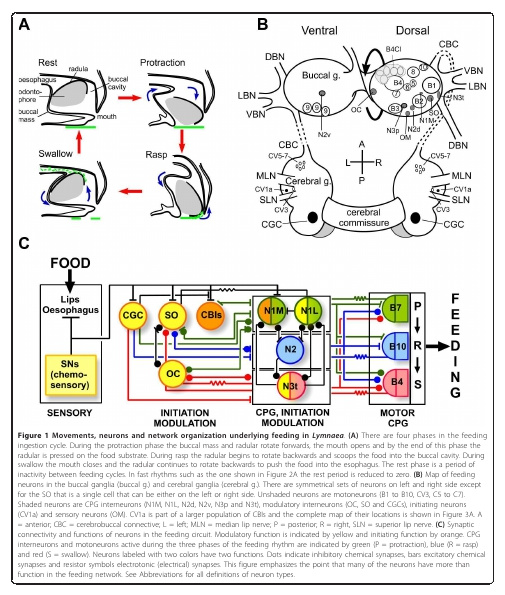 A
Rest
Protraction
oesophagus
radula
buccal
cavity
odonto-
phore
buccal
mass
mouth
Swallow
Rasp
B
Ventral
Dorsal
B4Cl
CBC
DBN
VBN
LBN
LBN
VBN
DBN
Buccal g.
OC
B4
8
10
5
6
7
B1
B2
B3
SO
N3t
N1M
N2d
N3p
OM
9 9 9
N2v
CBC
CV5-7
CV5-7
A
L R
P
MLN
MLN
Cerebral g.
CV1a
CV1a
SLN
SLN
CV3
CV3
CGC
CGC
cerebral
commissure
C
FOOD
Lips
Oesophagus
SNs
(chemo-
sensory)
SENSORY
CGC
SO
CBIs
OC
INITIATION
MODULATION
N1M
N1L
N2
N3t
CPG, INITIATION
MODULATION
B7
B10
B4
P
R
S
MOTOR
CPG
FEEDING
Figure 1 Movements, neurons and network organization underlying feeding in Lymnaea. (A) There are four phases in the feeding
ingestion cycle. During the protraction phase the buccal mass and radular rotate forwards, the mouth opens and by the end of this phase the
radular is pressed on the food substrate. During rasp the radular begins to rotate backwards and scoops the food into the buccal cavity. During
swallow the mouth closes and the radular continues to rotate backwards to push the food into the esophagus. The rest phase is a period of
inactivity between feeding cycles. In fast rhythms such as the one shown in Figure 2A the rest period is reduced to zero. (B) Map of feeding
neurons in the buccal ganglia (buccal g.) and cerebral ganglia (cerebral g.). There are symmetrical sets of neurons on left and right side except
for the SO that is a single cell that can be either on the left or right side. Unshaded neurons are motoneurons (B1 to B10, CV3, C5 to C7).
Shaded neurons are CPG interneurons (N1M, N1L, N2d, N2v, N3p and N3t), modulatory interneurons (OC, SO and CGCs), initiating neurons
(CV1a) and sensory neurons (OM). CV1a is part of a larger population of CBIs and the complete map of their locations is shown in Figure 3A. A
= anterior; CBC = cerebrobuccal connective; L = left; MLN = median lip nerve; P = posterior; R = right, SLN = superior lip nerve. (C) Synaptic
connectivity and functions of neurons in the feeding circuit. Modulatory function is indicated by yellow and initiating function by orange. CPG
interneurons and motoneurons active during the three phases of the feeding rhythm are indicated by green (P = protraction), blue (R = rasp)
and red (S = swallow). Neurons labeled with two colors have two functions. Dots indicate inhibitory chemical synapses, bars excitatory chemical
synapses and resistor symbols electrotonic (electrical) synapses. This figure emphasizes the point that many of the neurons have more than
function in the feeding network. See Abbreviations for all definitions of neuron types.